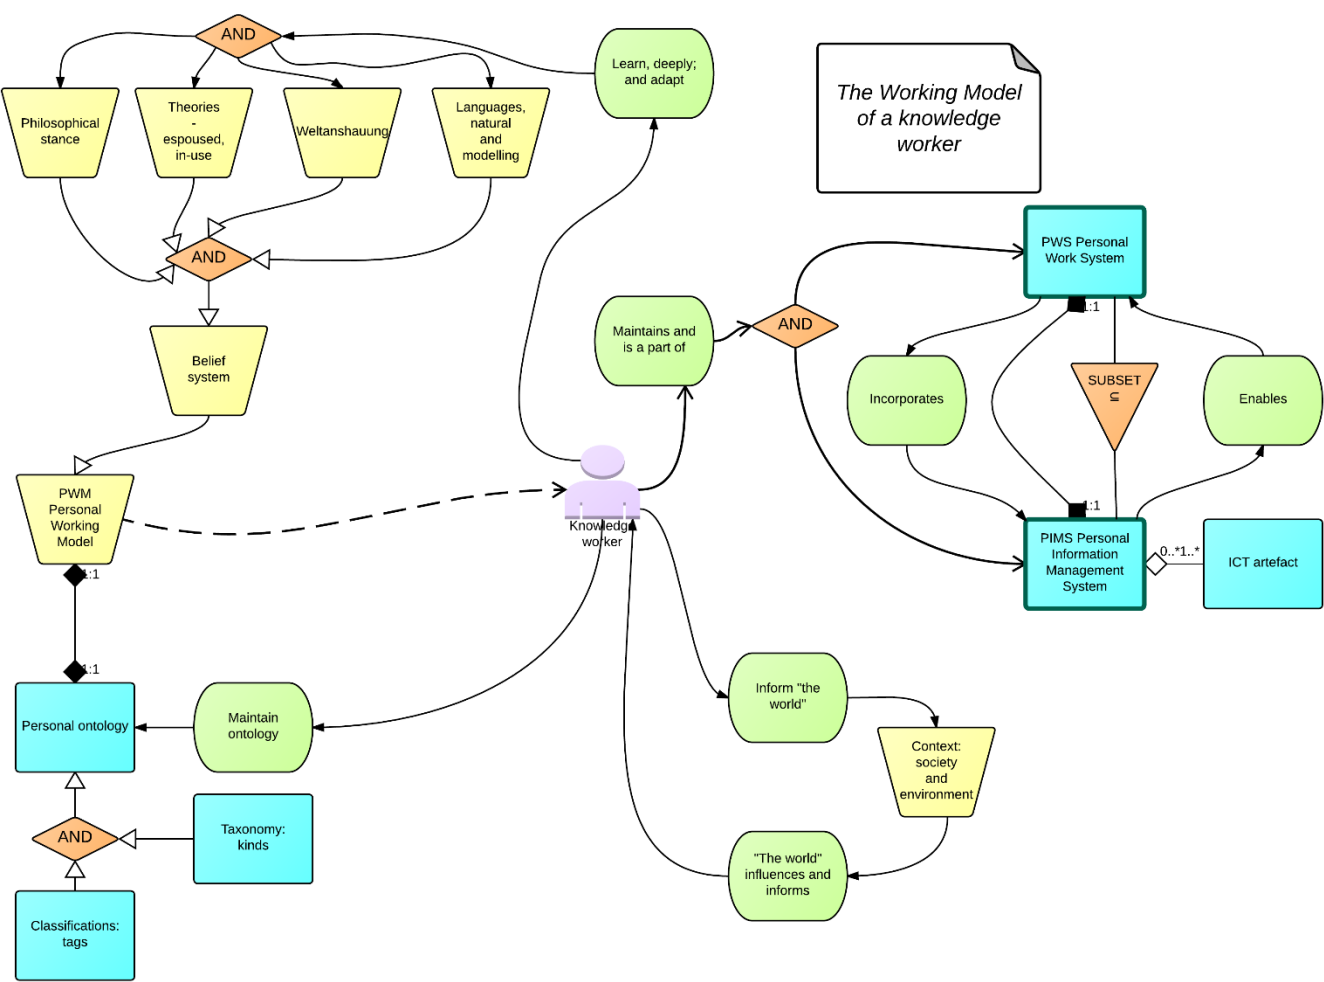 AND
Learn, deeply;
and adapt
The Working Model
of a knowledge
worker
Philosophical
stance
Theories
-
espoused,
in-use
Weltanshauung
Languages,
natural
and
modelling
AND
PWS Personal
Work System
1:1
Maintains and
is a part of
AND
Belief
system
Incorporates
SUBSET
⊆
Enables
PWM
Personal
Working
Model
1:1
Knowledge
worker
1:1
PIMS Personal
Information
Management
System
0..*1..*
ICT artefact
1:1
Personal ontology
Maintain
ontology
Inform "the
world"
Context:
society
and
environment
AND
Taxonomy:
kinds
"The world"
influences and
informs
Classifications:
tags